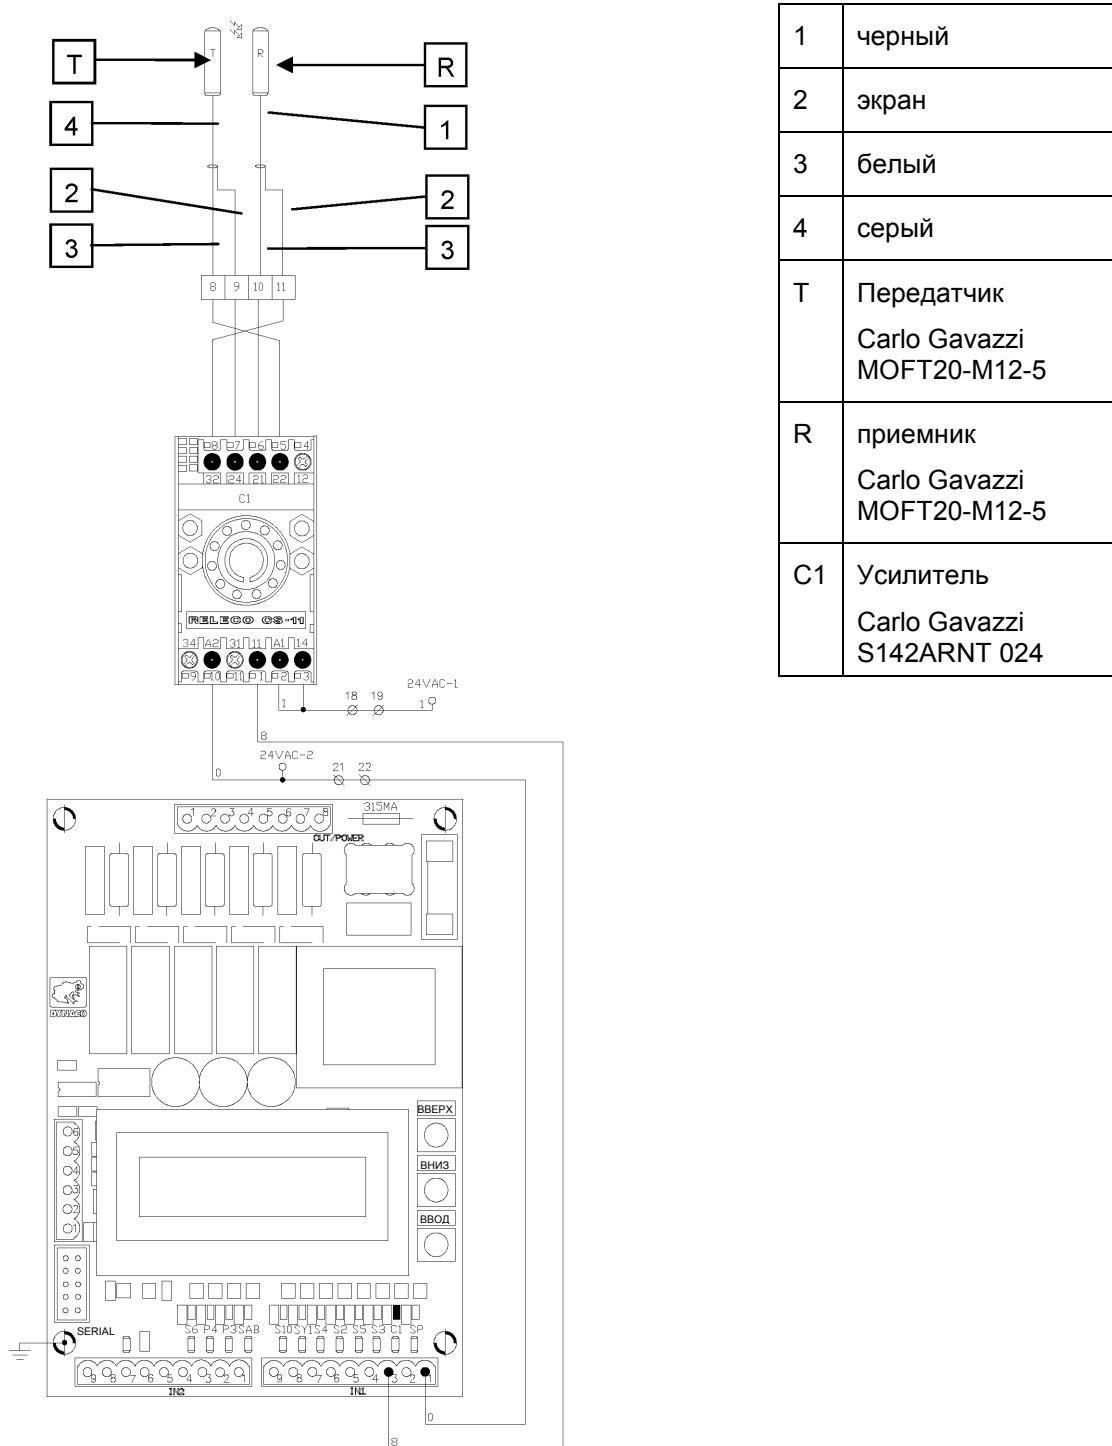 T
R
T
R
4
1
2
2
3
3
8 9 10 11
8 7 6 5 4
32 24 21 22 12
C1
RELECO CS-11
34 A2 31 11 A1 14
9 10 11 1 2 3
24VAC-1
1 18 19 1
8
24VAC-2
0 21 22
1 2 3 4 5 6 7 8
315MA
OUT/POWER
DYNACO
ВВЕРХ
ВНИЗ
ВВОД
6
5
4
3
2
1
SERIAL
S6 P4 P3 SAB S10 SY1 S4 S2 S5 S3 C1 SP
9 8 7 6 5 4 3 2 1 9 8 7 6 5 4 3 2 1
IN2 IN1
0
8
1 черный
2 экран
3 белый
4 серый
T Передатчик
Carlo Gavazzi
MOFT20-M12-5
R приемник
Carlo Gavazzi
MOFT20-M12-5
C1 Усилитель
Carlo Gavazzi
S142ARNT 024